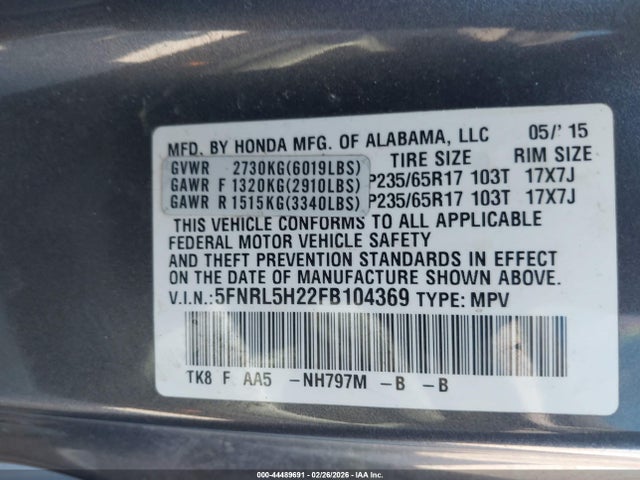 MFD. BY HONDA MFG. OF ALABAMA, LLC 05/'15
TIRE SIZE RIM SIZE
GVWR 2730KG(6019LBS)
GAWR F 1320KG(2910LBS) P235/65R17 103T 17X7J
GAWR R 1515KG(3340LBS) P235/65R17 103T 17X7J
THIS VEHICLE CONFORMS TO ALL APPLICABLE
FEDERAL MOTOR VEHICLE SAFETY
AND THEFT PREVENTION STANDARDS IN EFFECT
ON THE DATE OF MANUFACTURE SHOWN ABOVE.
V.I.N.:5FNRL5H22FB104369 TYPE: MPV
TK8 F AA5 -NH797M -B -B
000-44489691 - 02/26/2026 - IAA Inc.